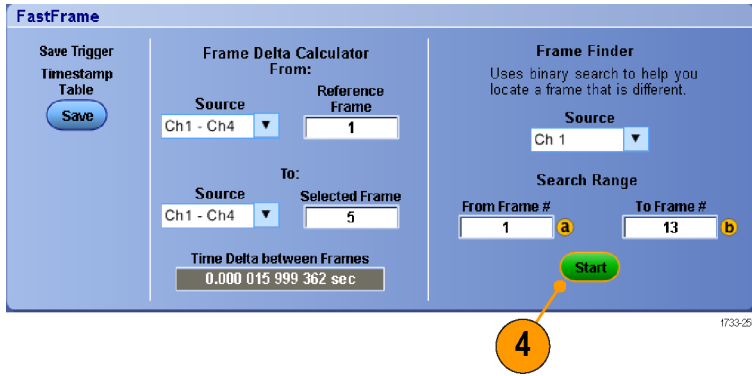 FastFrame
Save Trigger
Timestamp
Table
Save
Frame Delta Calculator
From:
Source
Reference
Frame
Ch1 - Ch4
1
To:
Source
Selected Frame
Ch1 - Ch4
5
Time Delta between Frames
0.000 015 999 362 sec
Frame Finder
Uses binary search to help you
locate a frame that is different.
Source
Ch 1
Search Range
From Frame #
To Frame #
1
a
13
b
Start
4
1733-25